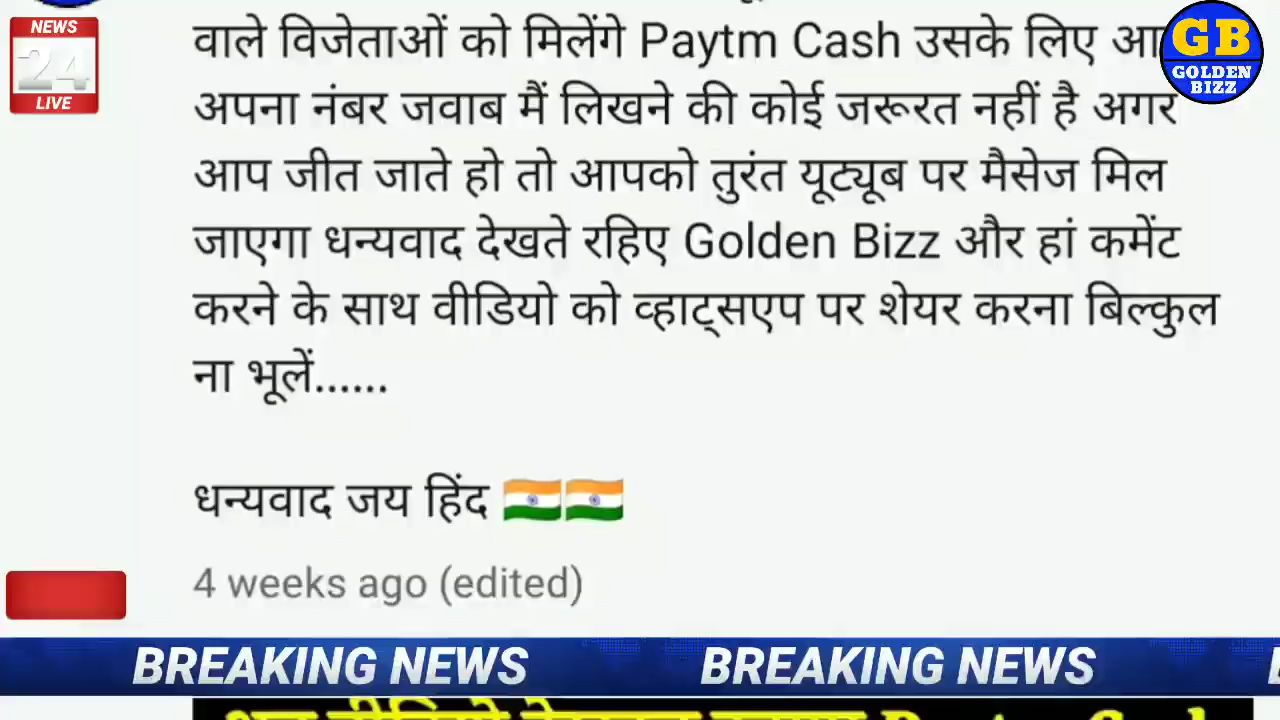 NEWS
24
LIVE
GB
GOLDEN
BIZZ
वाले विजेताओं को मिलेंगे Paytm Cash उसके लिए
अपना नंबर जवाब मैं लिखने की कोई जरूरत नहीं है अगर
आप जीत जाते हो तो आपको तुरंत यूट्यूब पर मैसेज मिल
जाएगा धन्यवाद देखते रहिए Golden Bizz और हां कमेंट
करने के साथ वीडियो को व्हाट्सएप पर शेयर करना बिल्कुल
ना भूलें......
धन्यवाद जय हिंद 🇮🇳🇮🇳
4 weeks ago (edited)
BREAKING NEWS BREAKING NEWS